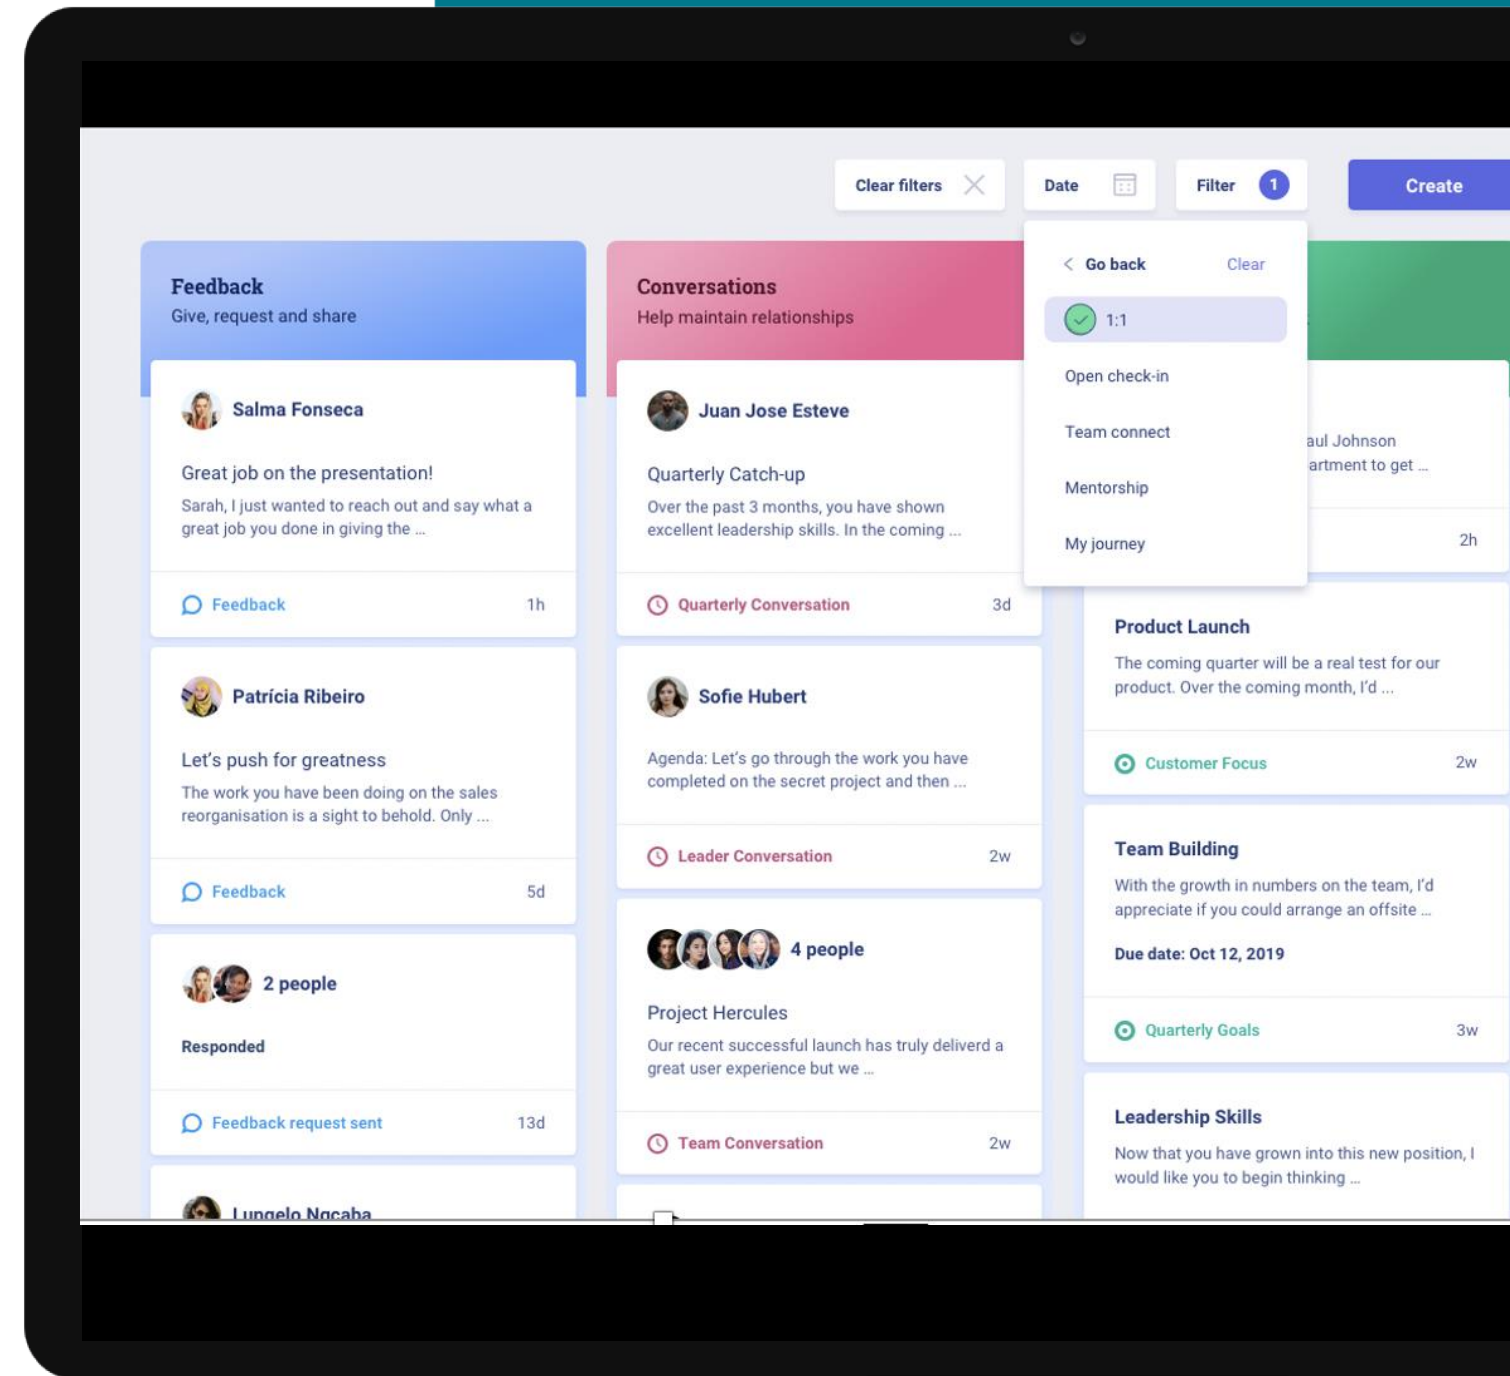 Clear filters
Date
Filter 1
Create
Feedback
Give, request and share
Salma Fonseca
Great job on the presentation!
Sarah, I just wanted to reach out and say what a
great job you done in giving the ...
Feedback 1h
Patrícia Ribeiro
Let's push for greatness
The work you have been doing on the sales
reorganisation is a sight to behold. Only ...
Feedback 5d
2 people
Responded
Feedback request sent 13d
Lungelo Ngcaba
Conversations
Help maintain relationships
Juan Jose Esteve
Quarterly Catch-up
Over the past 3 months, you have shown
excellent leadership skills. In the coming ...
Quarterly Conversation 3d
Sofie Hubert
Agenda: Let's go through the work you have
completed on the secret project and then ...
Leader Conversation 2w
4 people
Project Hercules
Our recent successful launch has truly deliverd a
great user experience but we ...
Team Conversation 2w
Go back Clear
1:1
Open check-in
Team connect
Mentorship
My journey
aul Johnson
artment to get ...
2h
Product Launch
The coming quarter will be a real test for our
product. Over the coming month, I'd ...
Customer Focus 2w
Team Building
With the growth in numbers on the team, I'd
appreciate if you could arrange an offsite ...
Due date: Oct 12, 2019
Quarterly Goals 3w
Leadership Skills
Now that you have grown into this new position, I
would like you to begin thinking ...